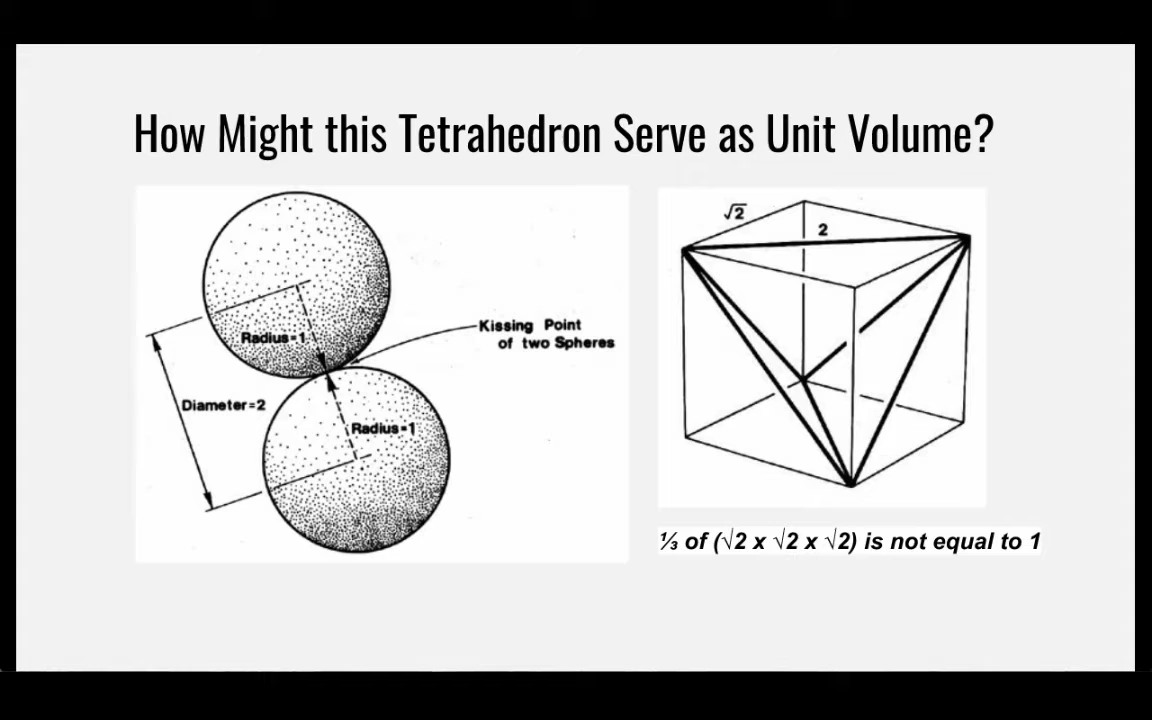 How Might this Tetrahedron Serve as Unit Volume?
Radius=1
Kissing Point
of two Spheres
Diameter=2
Radius=1
√2
2
⅓ of (√2 x √2 x √2) is not equal to 1